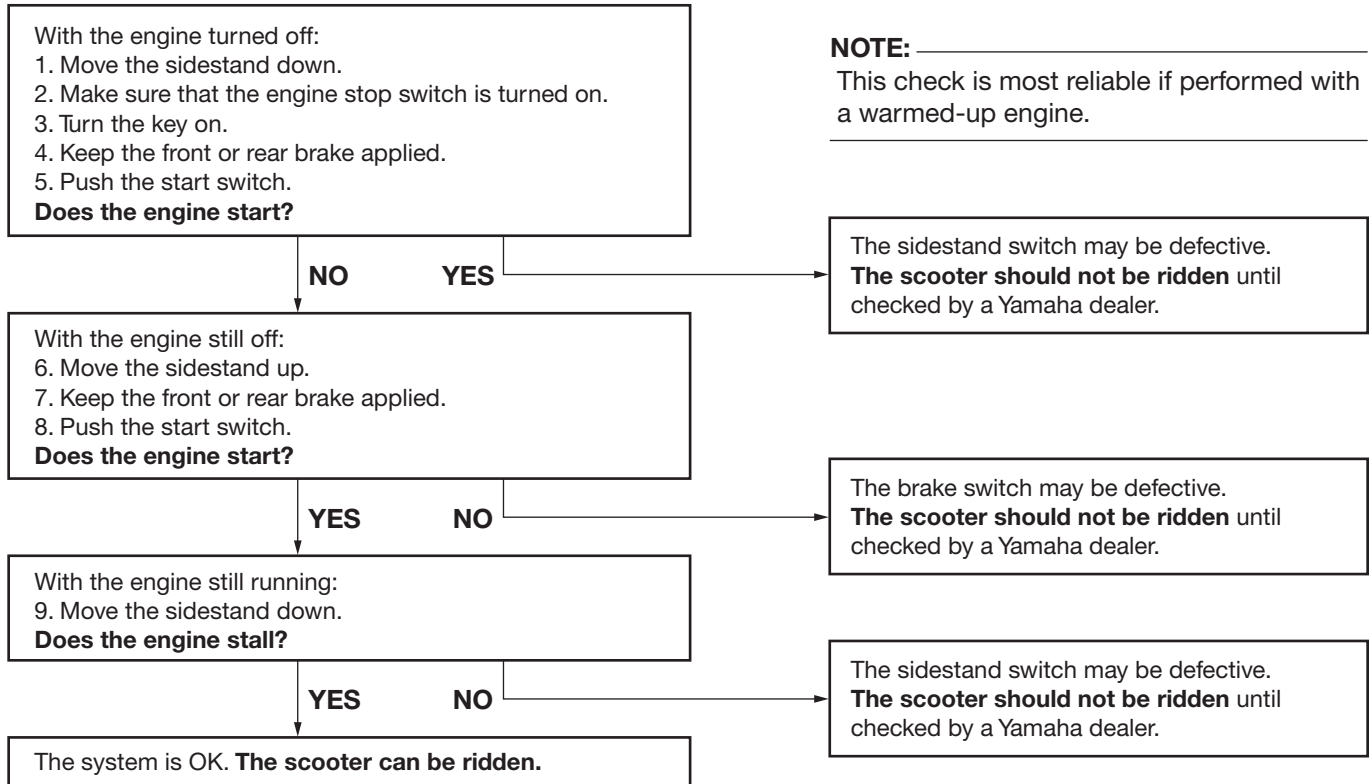 With the engine turned off:
1. Move the sidestand down.
2. Make sure that the engine stop switch is turned on.
3. Turn the key on.
4. Keep the front or rear brake applied.
5. Push the start switch.
Does the engine start?
NOTE:
This check is most reliable if performed with
a warmed-up engine.
NO YES
The sidestand switch may be defective.
The scooter should not be ridden until
checked by a Yamaha dealer.
With the engine still off:
6. Move the sidestand up.
7. Keep the front or rear brake applied.
8. Push the start switch.
Does the engine start?
YES NO
The brake switch may be defective.
The scooter should not be ridden until
checked by a Yamaha dealer.
With the engine still running:
9. Move the sidestand down.
Does the engine stall?
YES NO
The sidestand switch may be defective.
The scooter should not be ridden until
checked by a Yamaha dealer.
The system is OK. The scooter can be ridden.